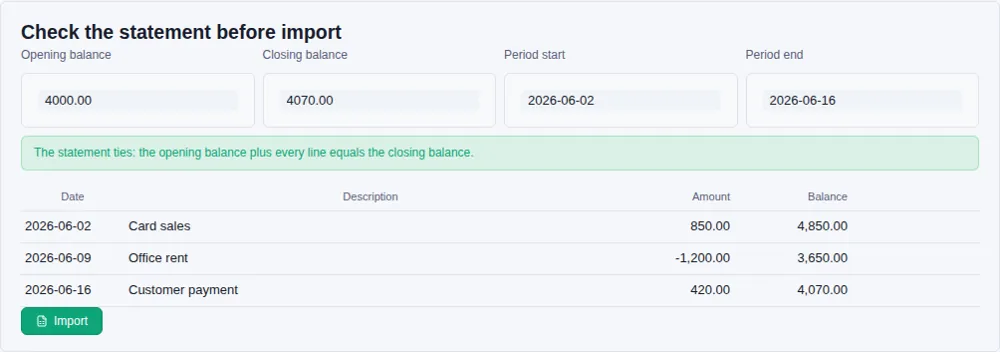 Check the statement before import
Opening balance Closing balance Period start Period end
4000.00 4070.00 2026-06-02 2026-06-16
The statement ties: the opening balance plus every line equals the closing balance.
Date Description Amount Balance
2026-06-02 Card sales 850.00 4,850.00
2026-06-09 Office rent -1,200.00 3,650.00
2026-06-16 Customer payment 420.00 4,070.00
Import